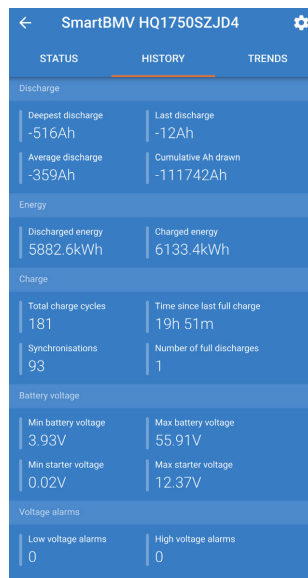 SmartBMV HQ1750SZJD4
STATUS HISTORY TRENDS
Discharge
Deepest discharge Last discharge
-516Ah -12Ah
Average discharge Cumulative Ah drawn
-359Ah -111742Ah
Energy
Discharged energy Charged energy
5882.6kWh 6133.4kWh
Charge
Total charge cycles Time since last full charge
181 19h 51m
Synchronisations Number of full discharges
93 1
Battery voltage
Min battery voltage Max battery voltage
3.93V 55.91V
Min starter voltage Max starter voltage
0.02V 12.37V
Voltage alarms
Low voltage alarms High voltage alarms
0 0